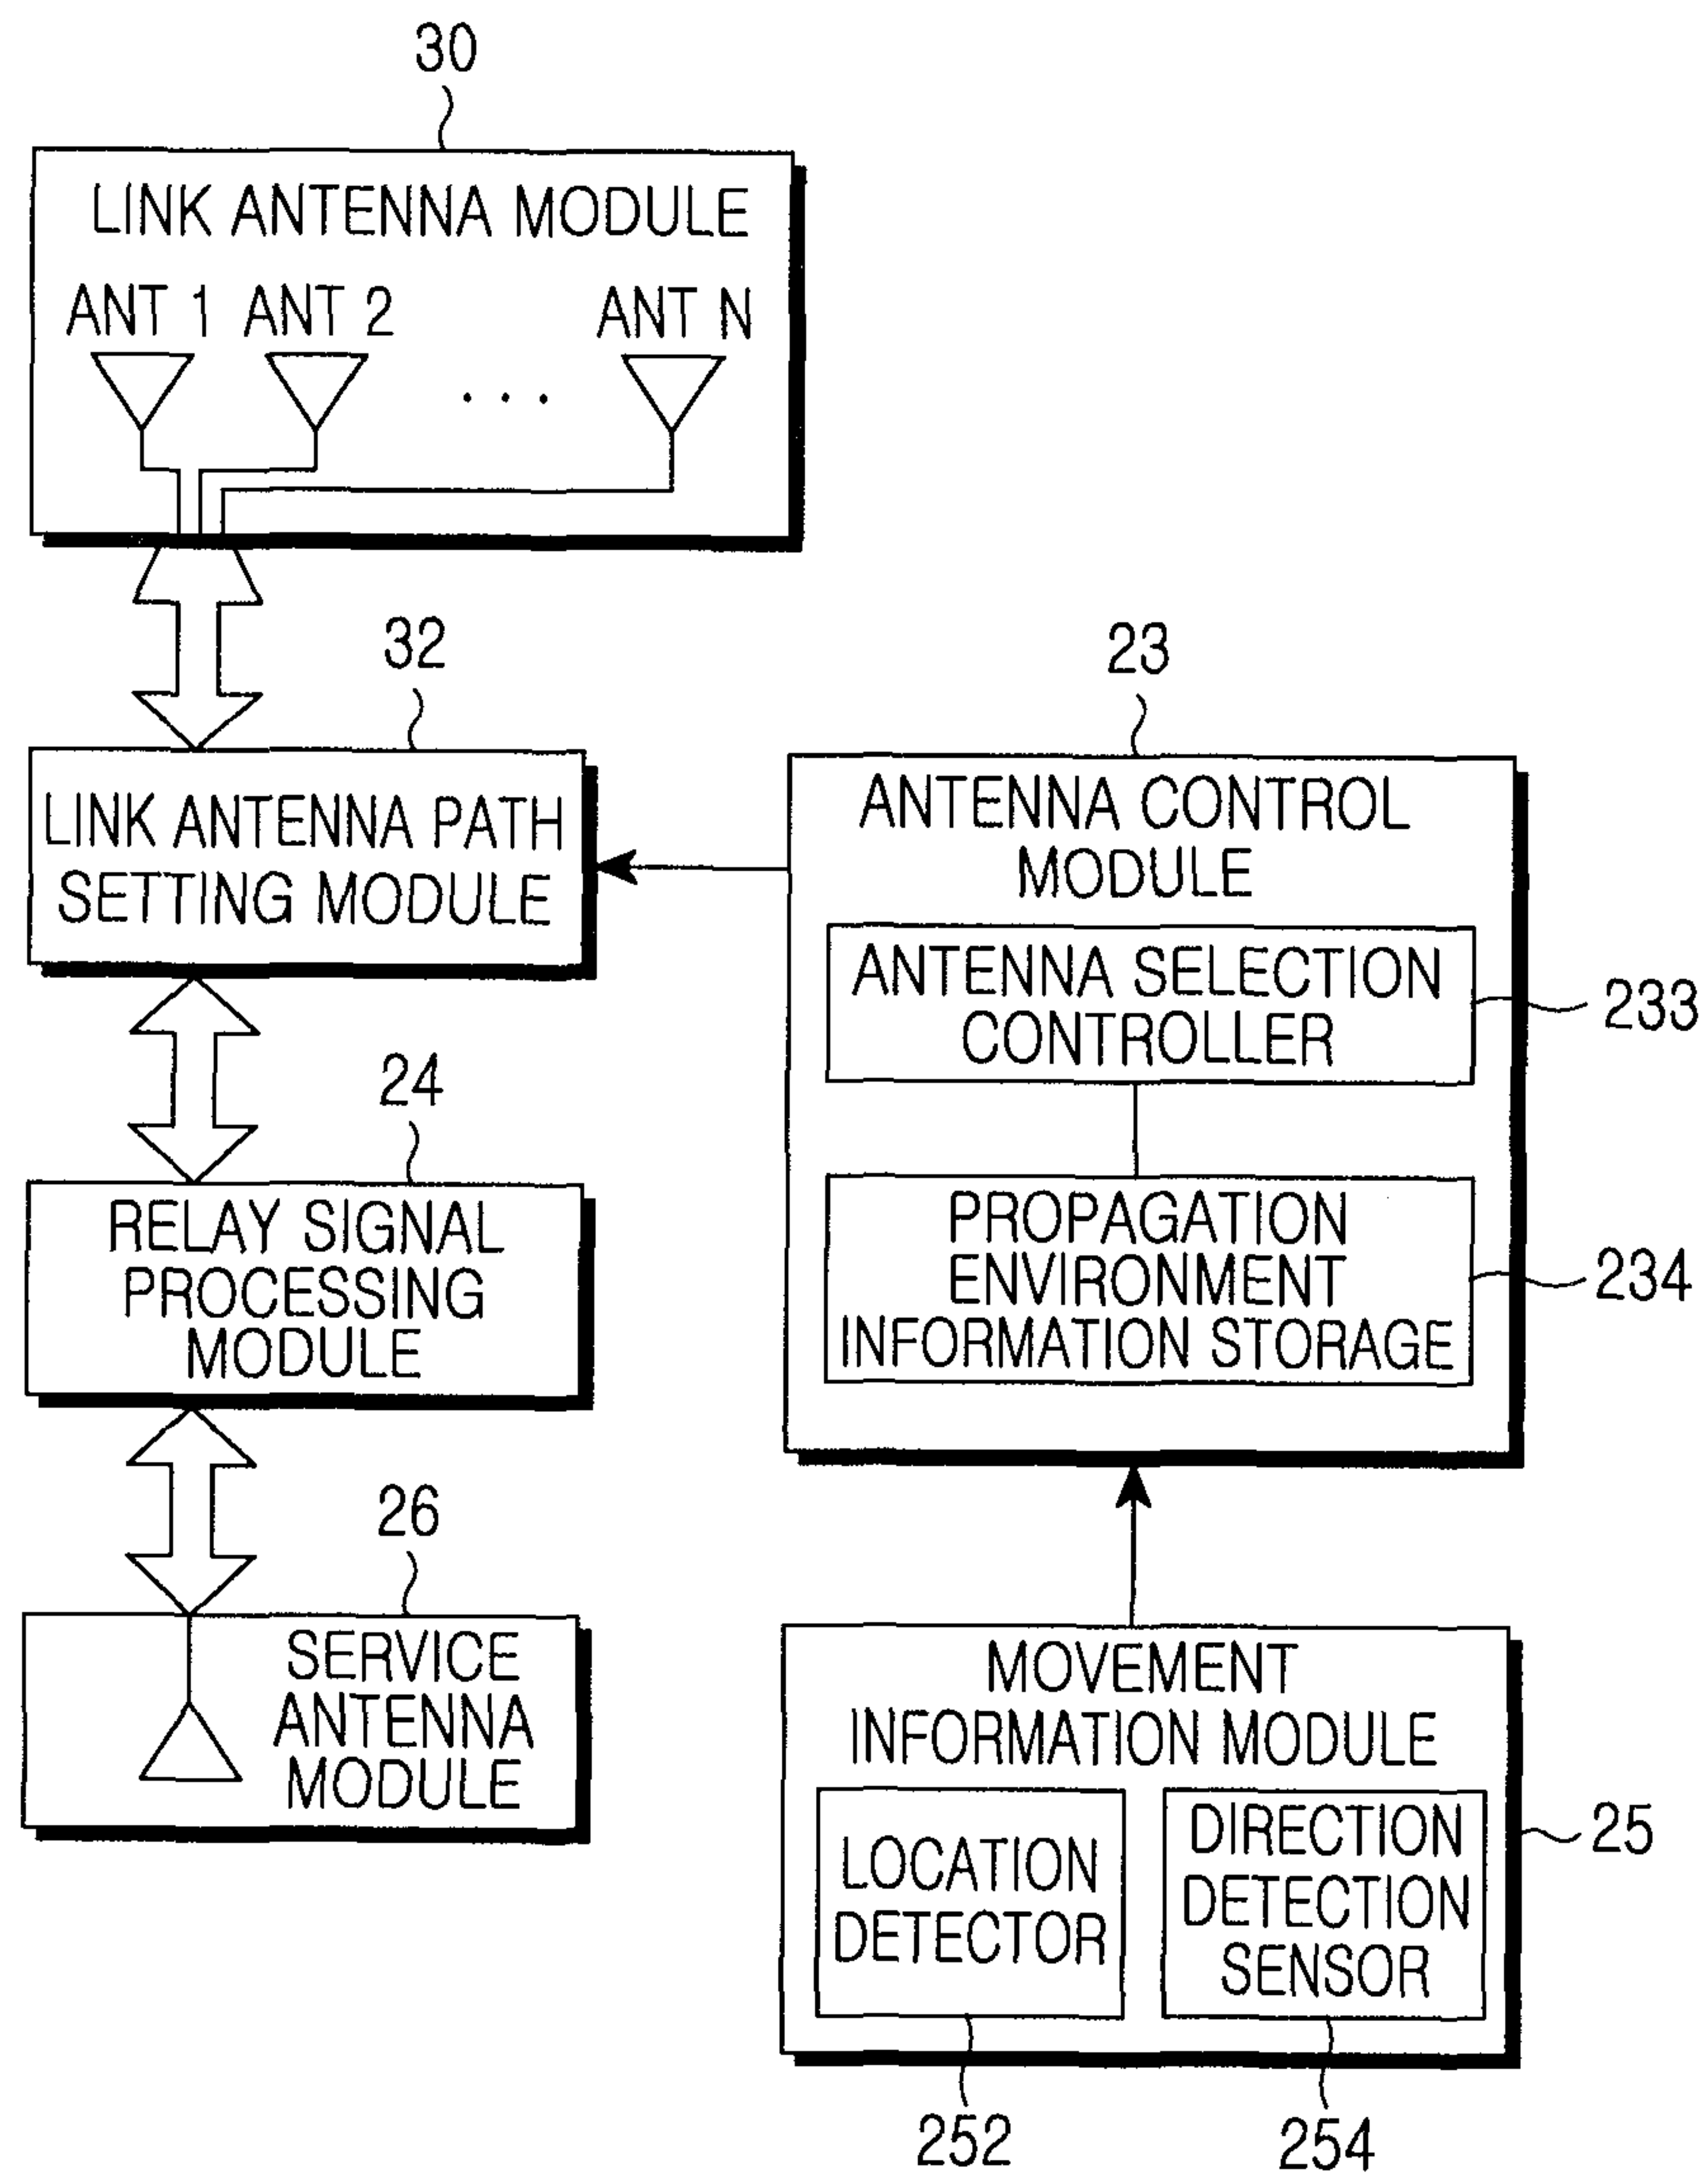 30
LINK ANTENNA MODULE
ANT 1 ANT 2 . . . ANT N
32
LINK ANTENNA PATH
SETTING MODULE
24
RELAY SIGNAL
PROCESSING
MODULE
26
SERVICE
ANTENNA
MODULE
23
ANTENNA CONTROL
MODULE
ANTENNA SELECTION
CONTROLLER
233
PROPAGATION
ENVIRONMENT
INFORMATION STORAGE
234
MOVEMENT
INFORMATION MODULE
25
LOCATION
DETECTOR
252
DIRECTION
DETECTION
SENSOR
254